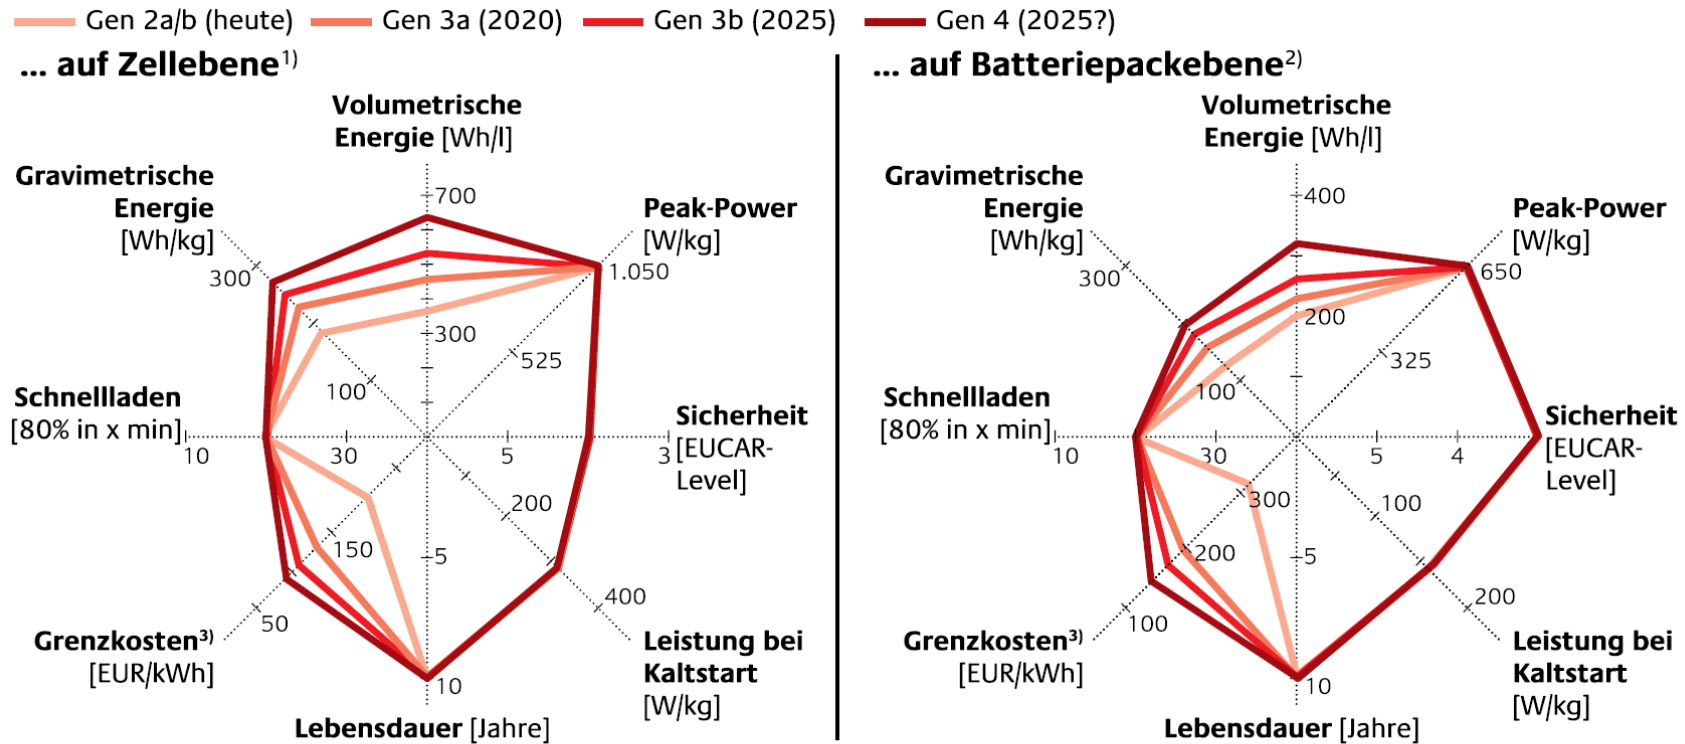 Gen 2a/b (heute) Gen 3a (2020) Gen 3b (2025) Gen 4 (2025?)
... auf Zellebene1)
Volumetrische
Energie [Wh/l]
Gravimetrische
Energie
[Wh/kg]
Peak-Power
[W/kg]
700
300
1.050
300
525
100
Schnellladen
[80% in x min]
Sicherheit
[EUCAR-
Level]
10
30
5
3
200
150
5
400
50
Grenzkosten3)
[EUR/kWh]
Leistung bei
Kaltstart
[W/kg]
10
Lebensdauer [Jahre]
... auf Batteriepackebene2)
Volumetrische
Energie [Wh/l]
Gravimetrische
Energie
[Wh/kg]
Peak-Power
[W/kg]
400
300
650
200
325
100
Schnellladen
[80% in x min]
Sicherheit
[EUCAR-
Level]
10
30
5
4
300
100
200
5
200
100
Grenzkosten3)
[EUR/kWh]
Leistung bei
Kaltstart
[W/kg]
10
Lebensdauer [Jahre]